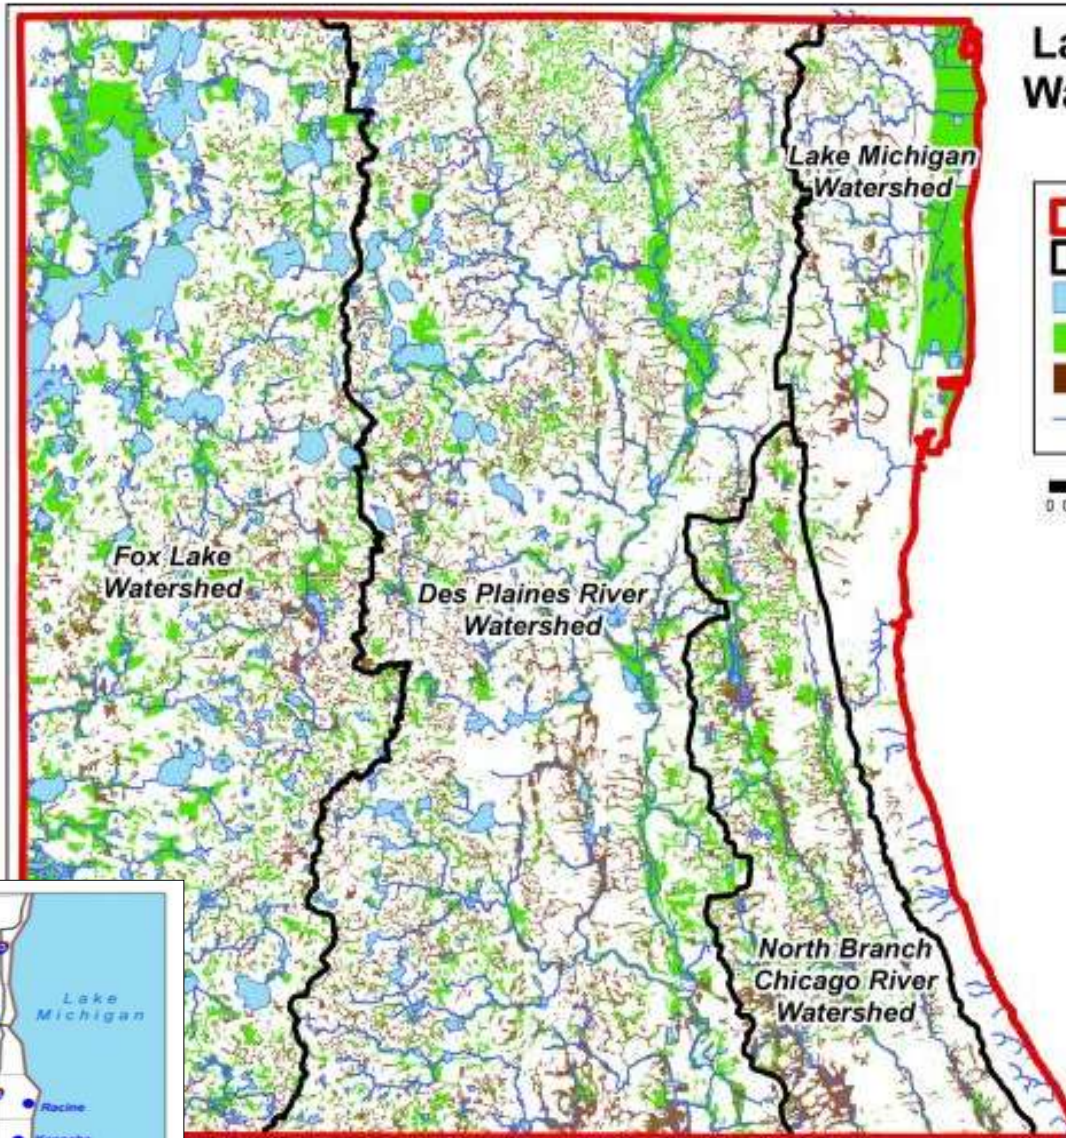 La
Wa
Lake Michigan
Watershed
Fox Lake
Watershed
Des Plaines River
Watershed
North Branch
Chicago River
Watershed
Lake
Michigan
Racine